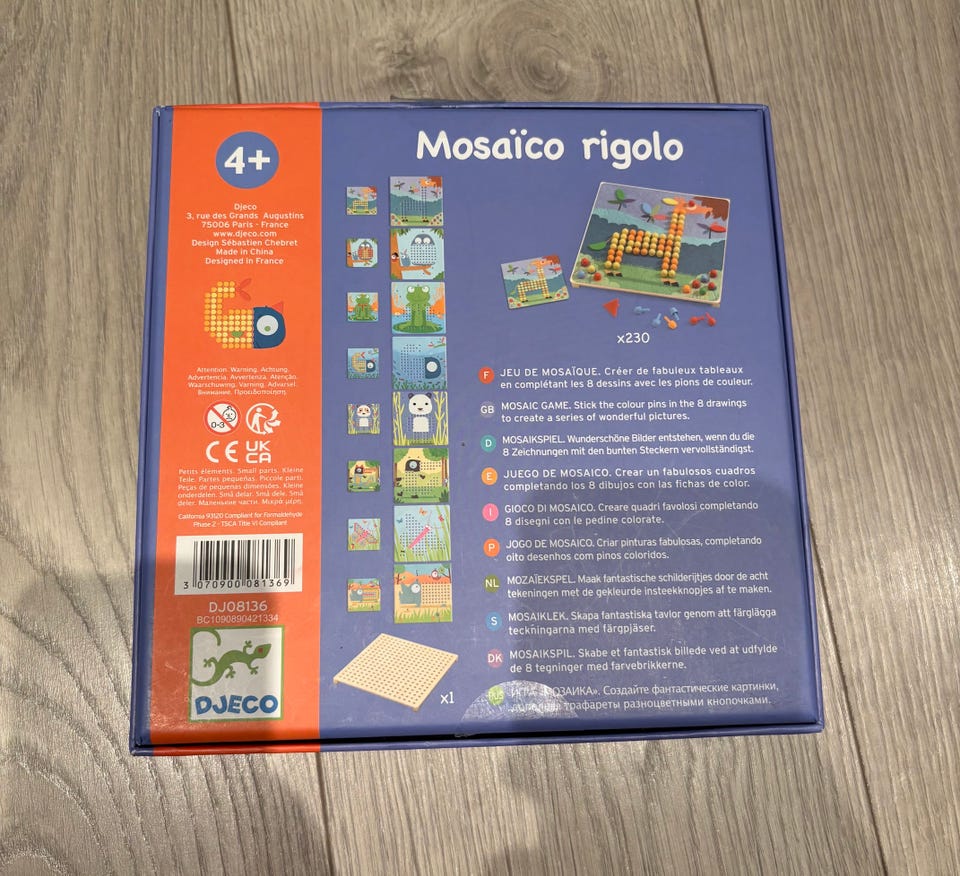 4+
Djeco
3, rue des Grands Augustins
75006 Paris - France
www.djeco.com
Design Sébastien Chebret
Made in China
Designed in France
Attention. Warning. Achtung.
Advertencia. Avvertenza. Atenção.
Waarschuwing. Varning. Advarsel.
Внимание. Προειδοποίηση.
0-3
CE UK
CA
Petits éléments. Small parts. Kleine
Teile. Partes pequeñas. Piccole parti.
Peças de pequenas dimensões. Kleine
onderdelen. Små delar. Små dele. Små
deler. Маленькие части. Μικρά μέρη.
California 93120 Compliant for Formaldehyde
Phase 2 - TSCA Title VI Compliant
3 070900 081369
DJ08136
BC1090890421334
DJECO
Mosaïco rigolo
x230
F JEU DE MOSAÏQUE. Créer de fabuleux tableaux
en complétant les 8 dessins avec les pions de couleur.
GB MOSAIC GAME. Stick the colour pins in the 8 drawings
to create a series of wonderful pictures.
D MOSAIKSPIEL. Wunderschöne Bilder entstehen, wenn du die
8 Zeichnungen mit den bunten Steckern vervollständigst.
E JUEGO DE MOSAICO. Crear un fabulosos cuadros
completando los 8 dibujos con las fichas de color.
I GIOCO DI MOSAICO. Creare quadri favolosi completando
8 disegni con le pedine colorate.
P JOGO DE MOSAICO. Criar pinturas fabulosas, completando
oito desenhos com pinos coloridos.
NL MOZAÏEKSPEL. Maak fantastische schilderijtjes door de acht
tekeningen met de gekleurde insteekknopjes af te maken.
S MOSAIKLEK. Skapa fantastiska tavlor genom att färglägga
teckningarna med färgpjäser.
DK MOSAIKSPIL. Skabe et fantastisk billede ved at udfylde
de 8 tegninger med farvebrikkerne.
RUS ИГРА «МОЗАИКА». Создайте фантастические картинки,
дополняя трафареты разноцветными кнопочками.
x1